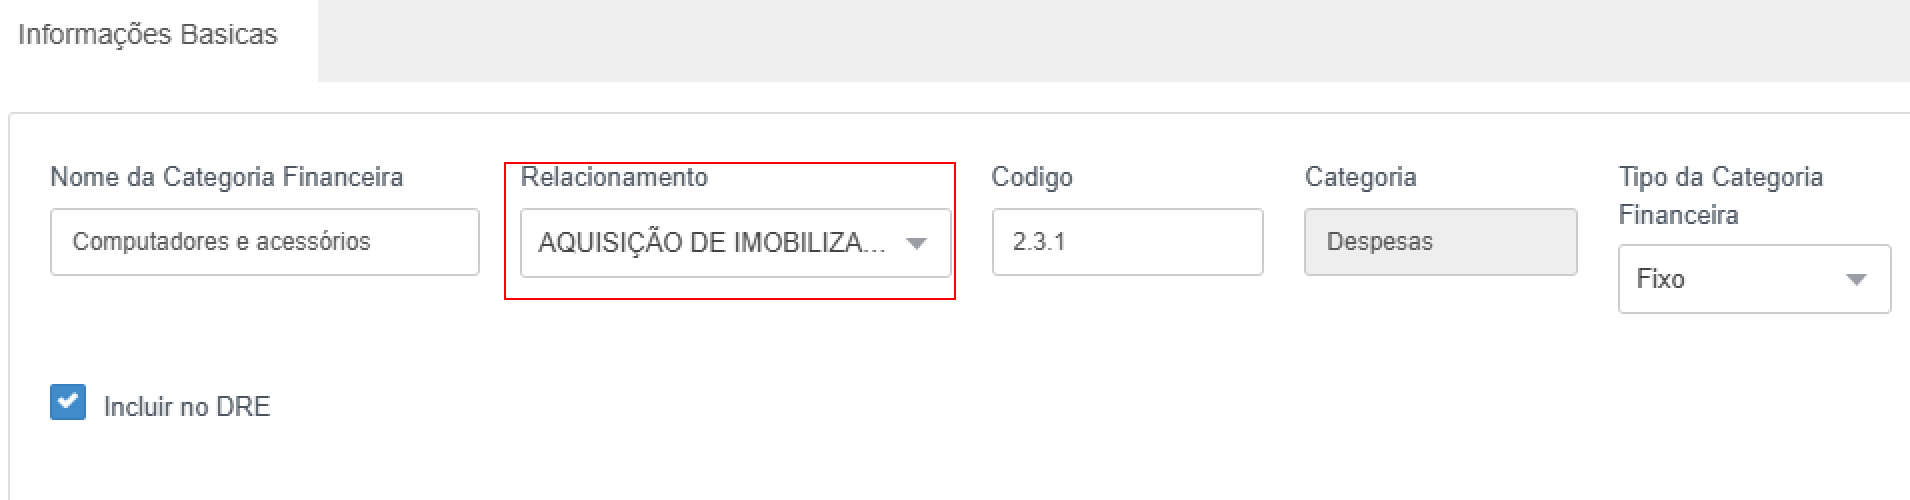 Informações Basicas
Nome da Categoria Financeira
Computadores e acessórios
Relacionamento
AQUISIÇÃO DE IMOBILIZA...
Codigo
2.3.1
Categoria
Despesas
Tipo da Categoria
Financeira
Fixo
Incluir no DRE